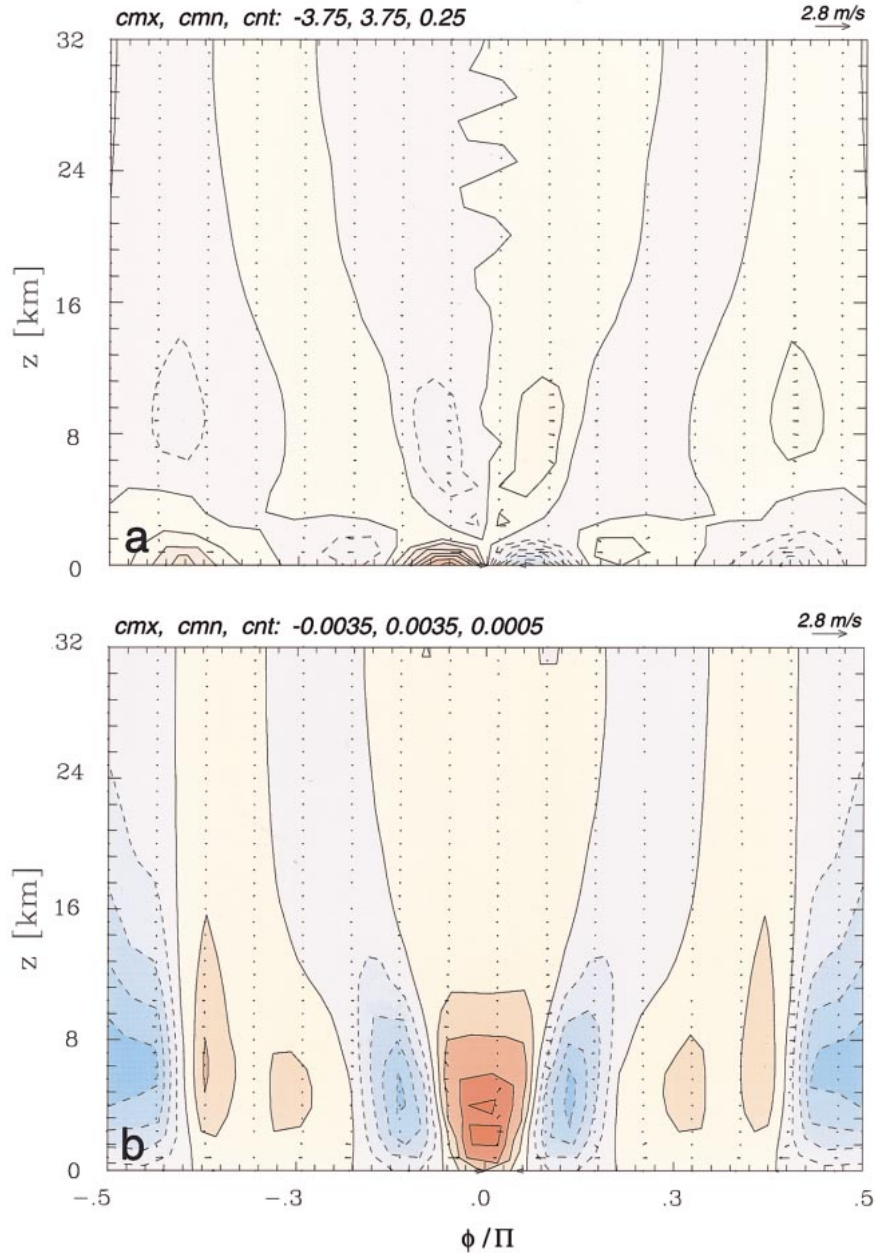 cmx, cmn, cnt: -3.75, 3.75, 0.25
2.8 m/s
32
24
16
8
0
z [km]
a
cmx, cmn, cnt: -0.0035, 0.0035, 0.0005
2.8 m/s
32
24
16
8
0
z [km]
b
-.5
-.3
.0
.3
.5
ϕ/Π